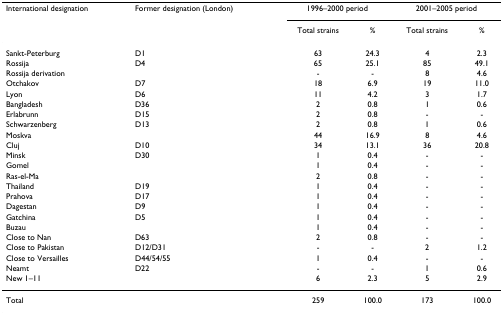 International designation Former designation (London) 1996–2000 period 2001–2005 period
Total strains % Total strains %
Sankt-Peterburg D1 63 24.3 4 2.3
Rossija D4 65 25.1 85 49.1
Rossija derivation - - 8 4.6
Otchakov D7 18 6.9 19 11.0
Lyon D6 11 4.2 3 1.7
Bangladesh D36 2 0.8 1 0.6
Erlabrunn D15 2 0.8 - -
Schwarzenberg D13 2 0.8 1 0.6
Moskva 44 16.9 8 4.6
Cluj D10 34 13.1 36 20.8
Minsk D30 1 0.4 - -
Gomel 1 0.4 - -
Ras-el-Ma 2 0.8 - -
Thailand D19 1 0.4 - -
Prahova D17 1 0.4 - -
Dagestan D9 1 0.4 - -
Gatchina D5 1 0.4 - -
Buzau 1 0.4 - -
Close to Nan D63 2 0.8 - -
Close to Pakistan D12/D31 - - 2 1.2
Close to Versailles D44/54/55 1 0.4 - -
Neamt D22 - - 1 0.6
New 1–11 6 2.3 5 2.9
Total 259 100.0 173 100.0